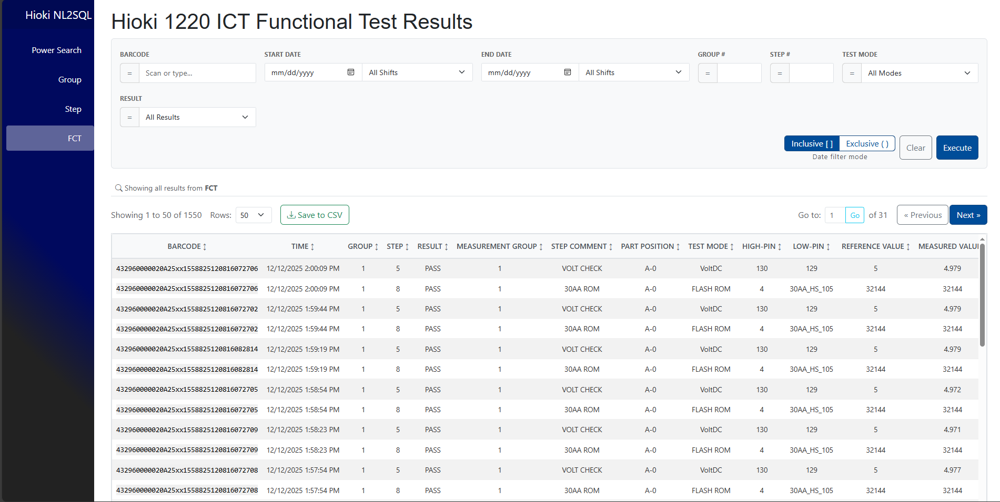 Hioki NL2SQL
Power Search
Group
Step
FCT
Hioki 1220 ICT Functional Test Results
BARCODE START DATE END DATE GROUP # STEP # TEST MODE
= Scan or type... mm/dd/yyyy All Shifts mm/dd/yyyy All Shifts = = = All Modes
RESULT
= All Results
Inclusive [ ] Exclusive ( ) Clear Execute
Date filter mode
Showing all results from FCT
Showing 1 to 50 of 1550 Rows: 50 Save to CSV Go to: 1 Go of 31 « Previous Next »
BARCODE TIME GROUP STEP RESULT MEASUREMENT GROUP STEP COMMENT PART POSITION TEST MODE HIGH-PIN LOW-PIN REFERENCE VALUE MEASURED VALU
432960000020A25xx1558825120816072706 12/12/2025 2:00:09 PM 1 5 PASS 1 VOLT CHECK A-0 VoltDC 130 129 5 4.979
432960000020A25xx1558825120816072706 12/12/2025 2:00:09 PM 1 8 PASS 1 30AA ROM A-0 FLASH ROM 4 30AA_HS_105 32144 32144
432960000020A25xx1558825120816072702 12/12/2025 1:59:44 PM 1 5 PASS 1 VOLT CHECK A-0 VoltDC 130 129 5 4.979
432960000020A25xx1558825120816072702 12/12/2025 1:59:44 PM 1 8 PASS 1 30AA ROM A-0 FLASH ROM 4 30AA_HS_105 32144 32144
432960000020A25xx1558825120816082814 12/12/2025 1:59:19 PM 1 5 PASS 1 VOLT CHECK A-0 VoltDC 130 129 5 4.979
432960000020A25xx1558825120816082814 12/12/2025 1:59:19 PM 1 8 PASS 1 30AA ROM A-0 FLASH ROM 4 30AA_HS_105 32144 32144
432960000020A25xx1558825120816072705 12/12/2025 1:58:54 PM 1 5 PASS 1 VOLT CHECK A-0 VoltDC 130 129 5 4.972
432960000020A25xx1558825120816072705 12/12/2025 1:58:54 PM 1 8 PASS 1 30AA ROM A-0 FLASH ROM 4 30AA_HS_105 32144 32144
432960000020A25xx1558825120816072709 12/12/2025 1:58:23 PM 1 5 PASS 1 VOLT CHECK A-0 VoltDC 130 129 5 4.971
432960000020A25xx1558825120816072709 12/12/2025 1:58:23 PM 1 8 PASS 1 30AA ROM A-0 FLASH ROM 4 30AA_HS_105 32144 32144
432960000020A25xx1558825120816072708 12/12/2025 1:57:54 PM 1 5 PASS 1 VOLT CHECK A-0 VoltDC 130 129 5 4.977
432960000020A25xx1558825120816072708 12/12/2025 1:57:54 PM 1 8 PASS 1 30AA ROM A-0 FLASH ROM 4 30AA_HS_105 32144 32144